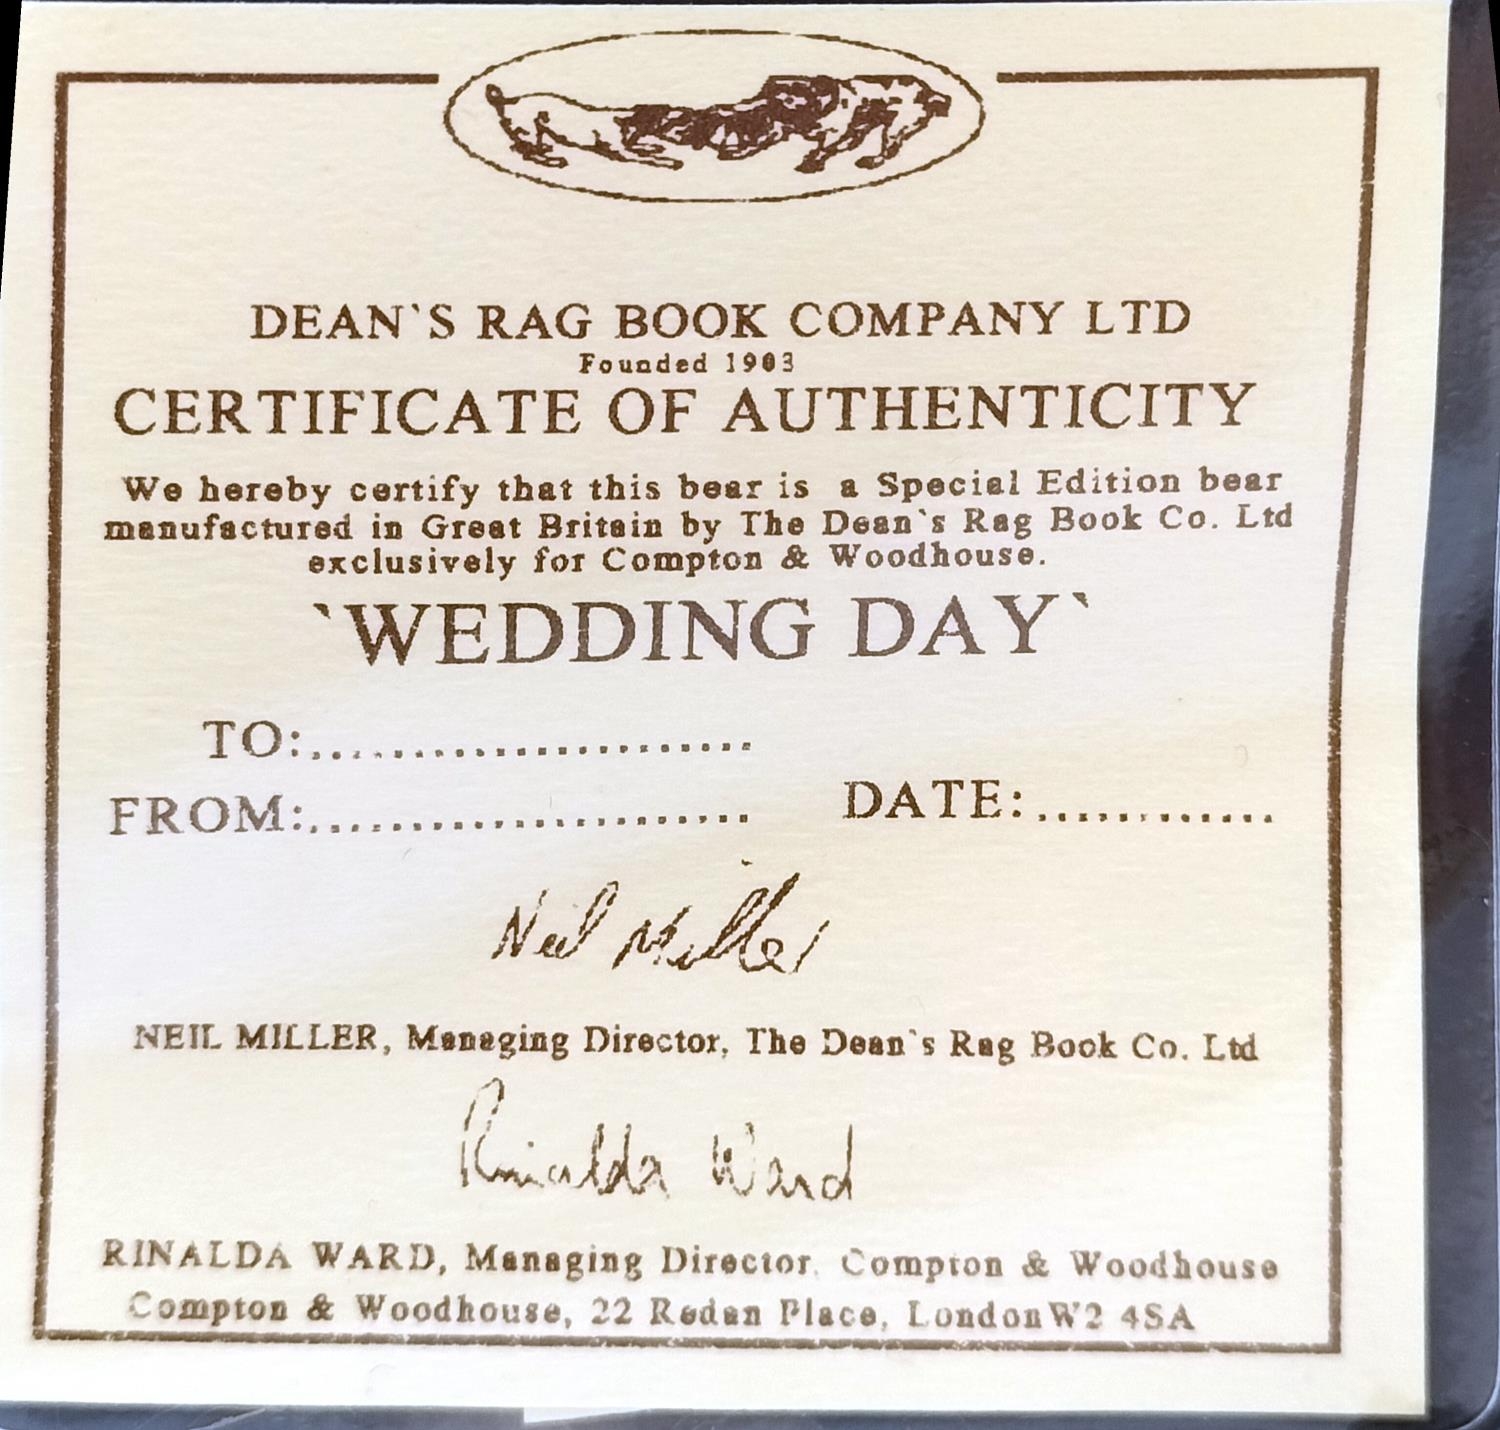 DEAN`S RAG BOOK COMPANY LTD
Founded 1903
CERTIFICATE OF AUTHENTICITY
We hereby certify that this bear is a Special Edition bear
manufactured in Great Britain by The Dean`s Rag Book Co. Ltd
exclusively for Compton & Woodhouse.
`WEDDING DAY`
TO:......................
FROM:...................... DATE:............
Neil Miller
NEIL MILLER, Managing Director, The Dean`s Rag Book Co. Ltd
Rinalda Ward
RINALDA WARD, Managing Director, Compton & Woodhouse
Compton & Woodhouse, 22 Redan Place, London W2 4SA